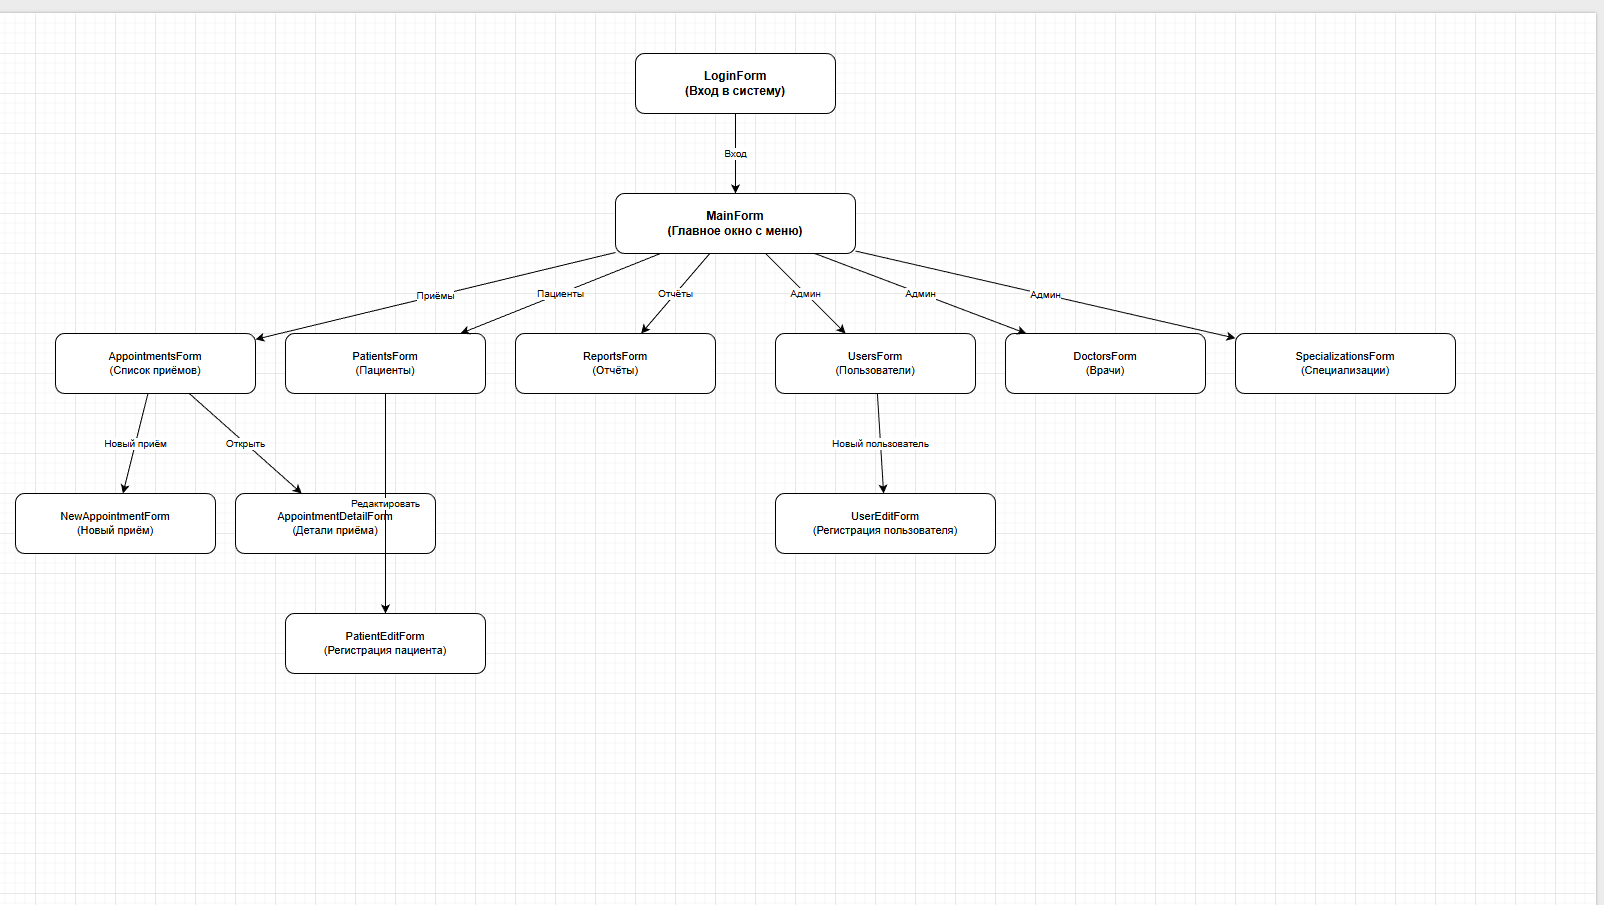 LoginForm
(Вход в систему)
Вход
MainForm
(Главное окно с меню)
Приёмы
Пациенты
Отчёты
Админ
Админ
Админ
AppointmentsForm
(Список приёмов)
PatientsForm
(Пациенты)
ReportsForm
(Отчёты)
UsersForm
(Пользователи)
DoctorsForm
(Врачи)
SpecializationsForm
(Специализации)
Новый приём
Открыть
Новый пользователь
Редактировать
NewAppointmentForm
(Новый приём)
AppointmentDetailForm
(Детали приёма)
UserEditForm
(Регистрация пользователя)
PatientEditForm
(Регистрация пациента)